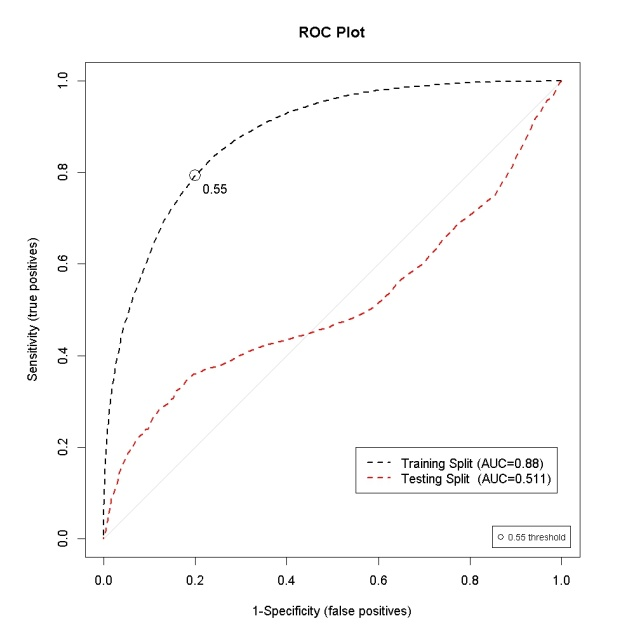 ROC Plot
Sensitivity (true positives)
1.0
0.8
0.6
0.4
0.2
0.0
0.55
Training Split (AUC=0.88)
Testing Split (AUC=0.511)
0.55 threshold
0.0 0.2 0.4 0.6 0.8 1.0
1-Specificity (false positives)